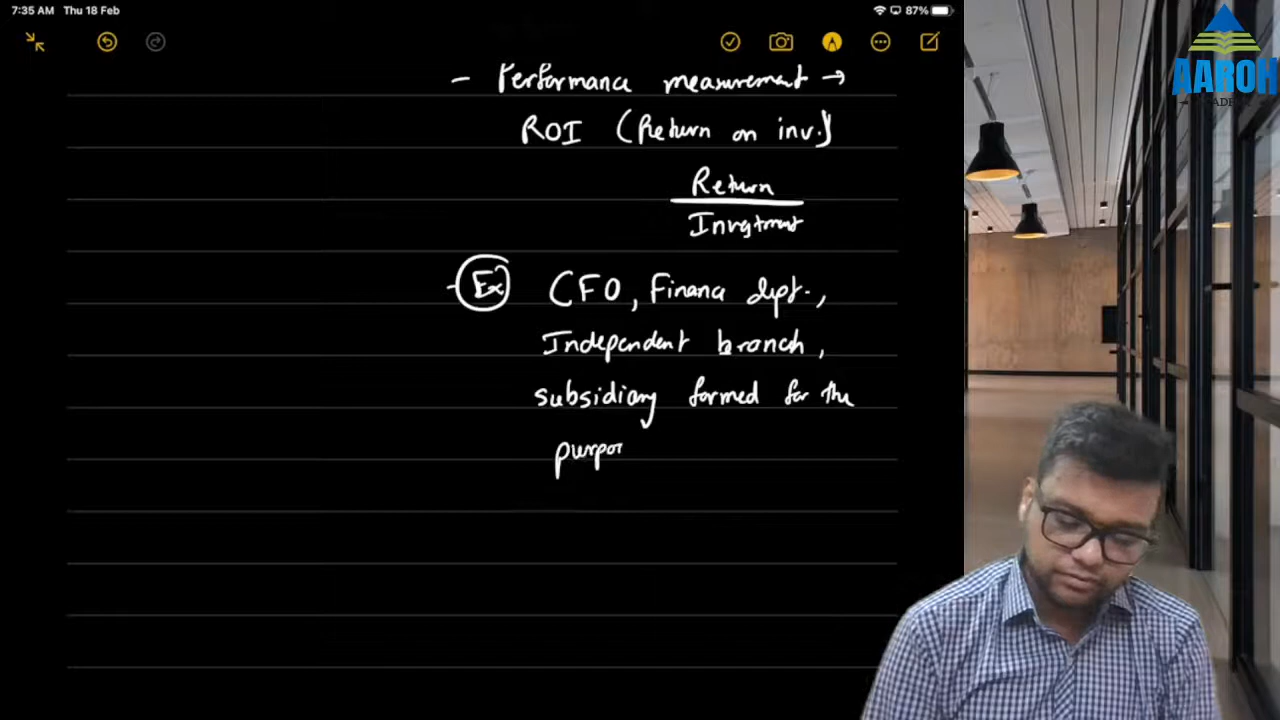 7:35 AM Thu 18 Feb
87%
AAROH
ACADEMY
- Performance measurement →
ROI (Return on inv.)
Return
Investment
- Ex CFO, Finance dept.,
Independent branch,
subsidiary formed for the
purpos